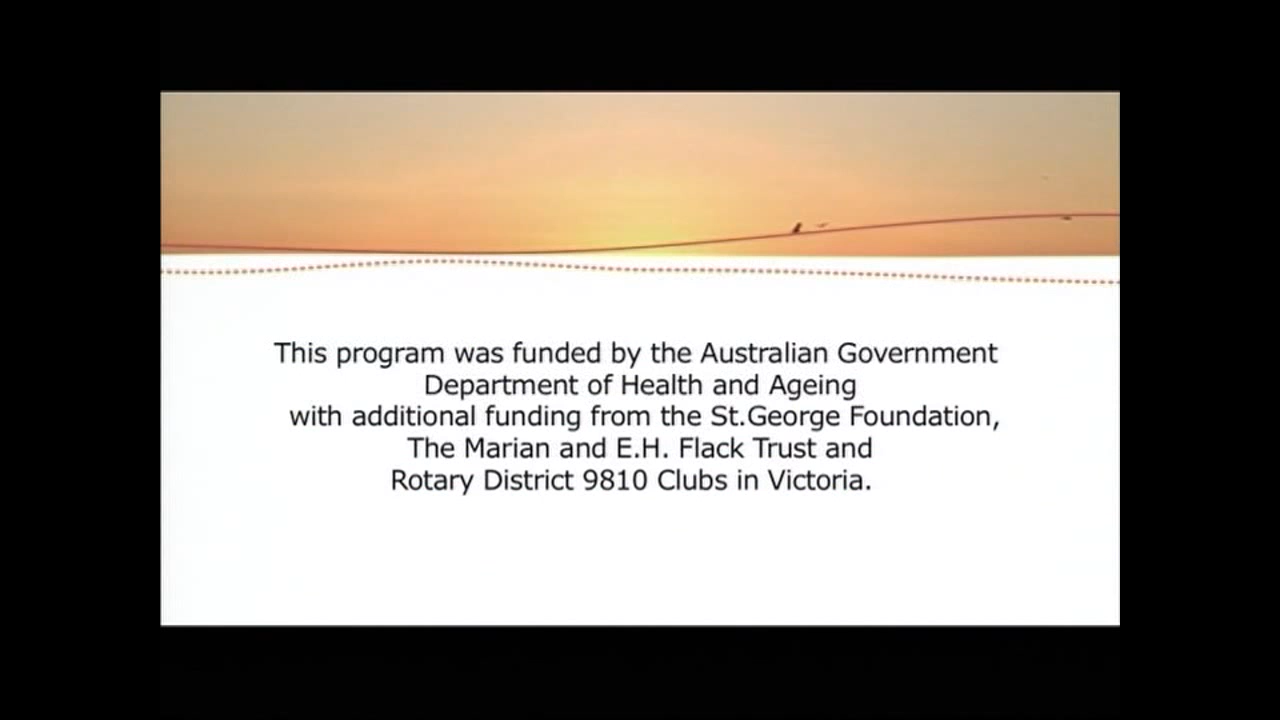 This program was funded by the Australian Government
Department of Health and Ageing
with additional funding from the St.George Foundation,
The Marian and E.H. Flack Trust and
Rotary District 9810 Clubs in Victoria.